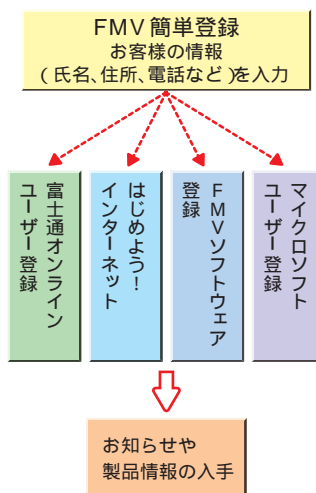 FMV簡単登録
お客様の情報
(氏名、住所、電話など)を入力
富士通オンライン
ユーザー登録
はじめよう!
インターネット
FMVソフトウェア
登録
マイクロソフト
ユーザー登録
お知らせや
製品情報の入手